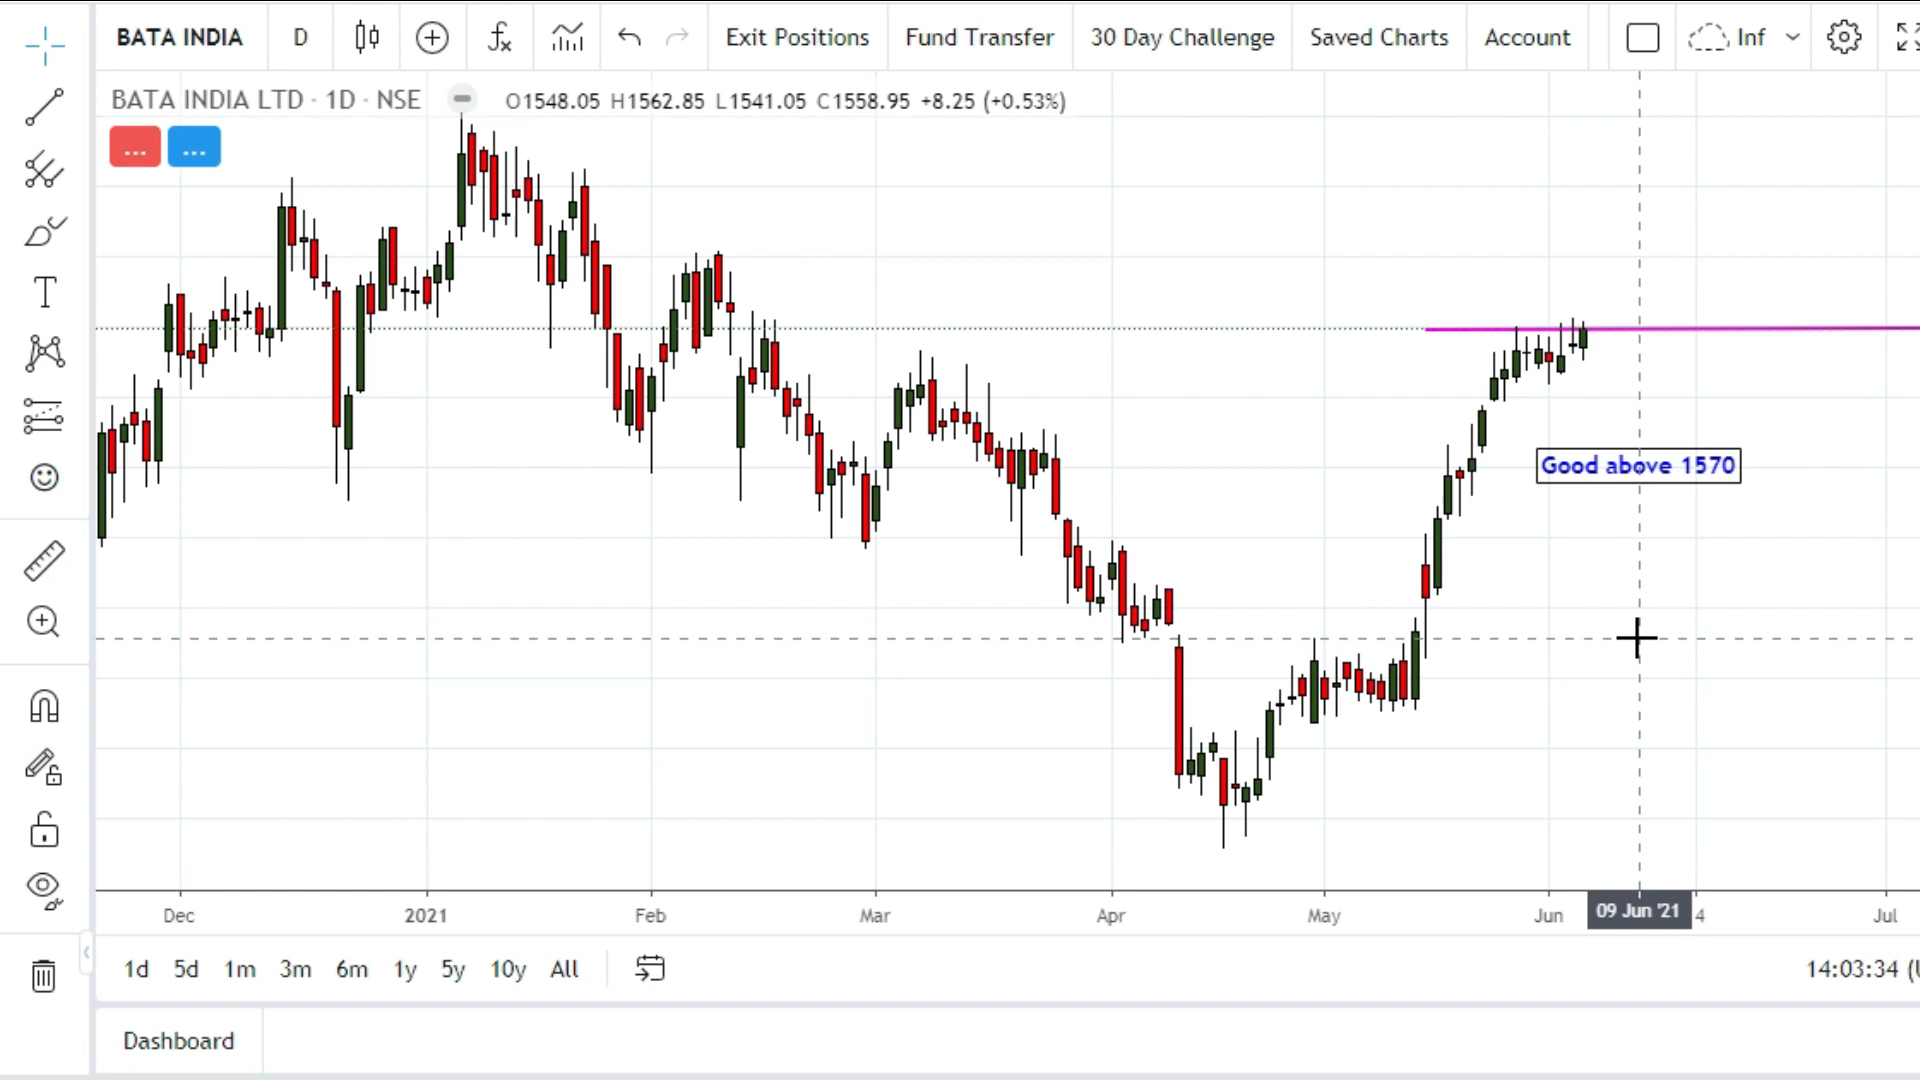 BATA INDIA D Exit Positions Fund Transfer 30 Day Challenge Saved Charts Account Inf
BATA INDIA LTD · 1D · NSE O1548.05 H1562.85 L1541.05 C1558.95 +8.25 (+0.53%)
... ...
Good above 1570
Dec 2021 Feb Mar Apr May Jun 09 Jun '21 4 Jul
1d 5d 1m 3m 6m 1y 5y 10y All 14:03:34 (U
Dashboard